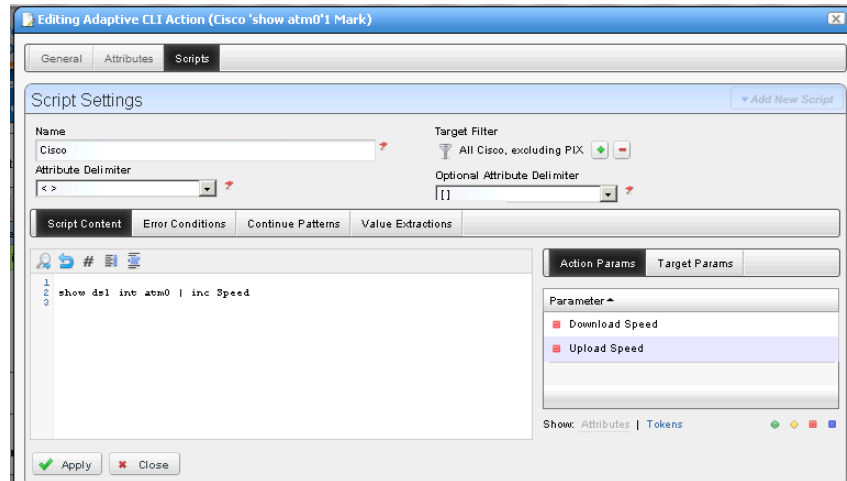 Editing Adaptive CLI Action (Cisco 'show atm0'1 Mark)
General Attributes Scripts
Script Settings
Add New Script
Name
Cisco
Target Filter
All Cisco, excluding PIX
Attribute Delimiter
< >
Optional Attribute Delimiter
[]
Script Content Error Conditions Continue Patterns Value Extractions
#
1
2 show dsl int atm0 | inc Speed
3
Action Params Target Params
Parameter
Download Speed
Upload Speed
Show: Attributes | Tokens
Apply Close